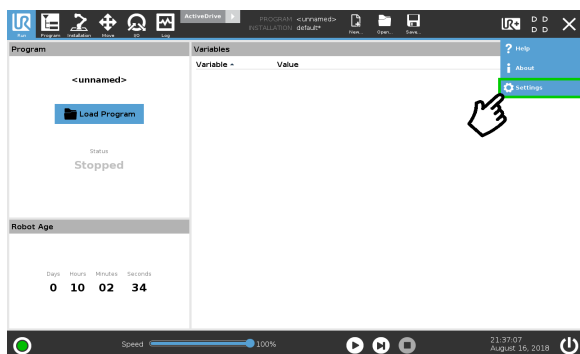 UR
Run Program Installation Move I/O Log
ActiveDrive
PROGRAM <unnamed>
INSTALLATION default*
New... Open... Save...
UR+
D D
D D
Program
Variables
<unnamed>
Variable Value
Load Program
Status
Stopped
? Help
i About
Settings
Robot Age
Days Hours Minutes Seconds
0 10 02 34
Speed 100%
21:37:07
August 16, 2018